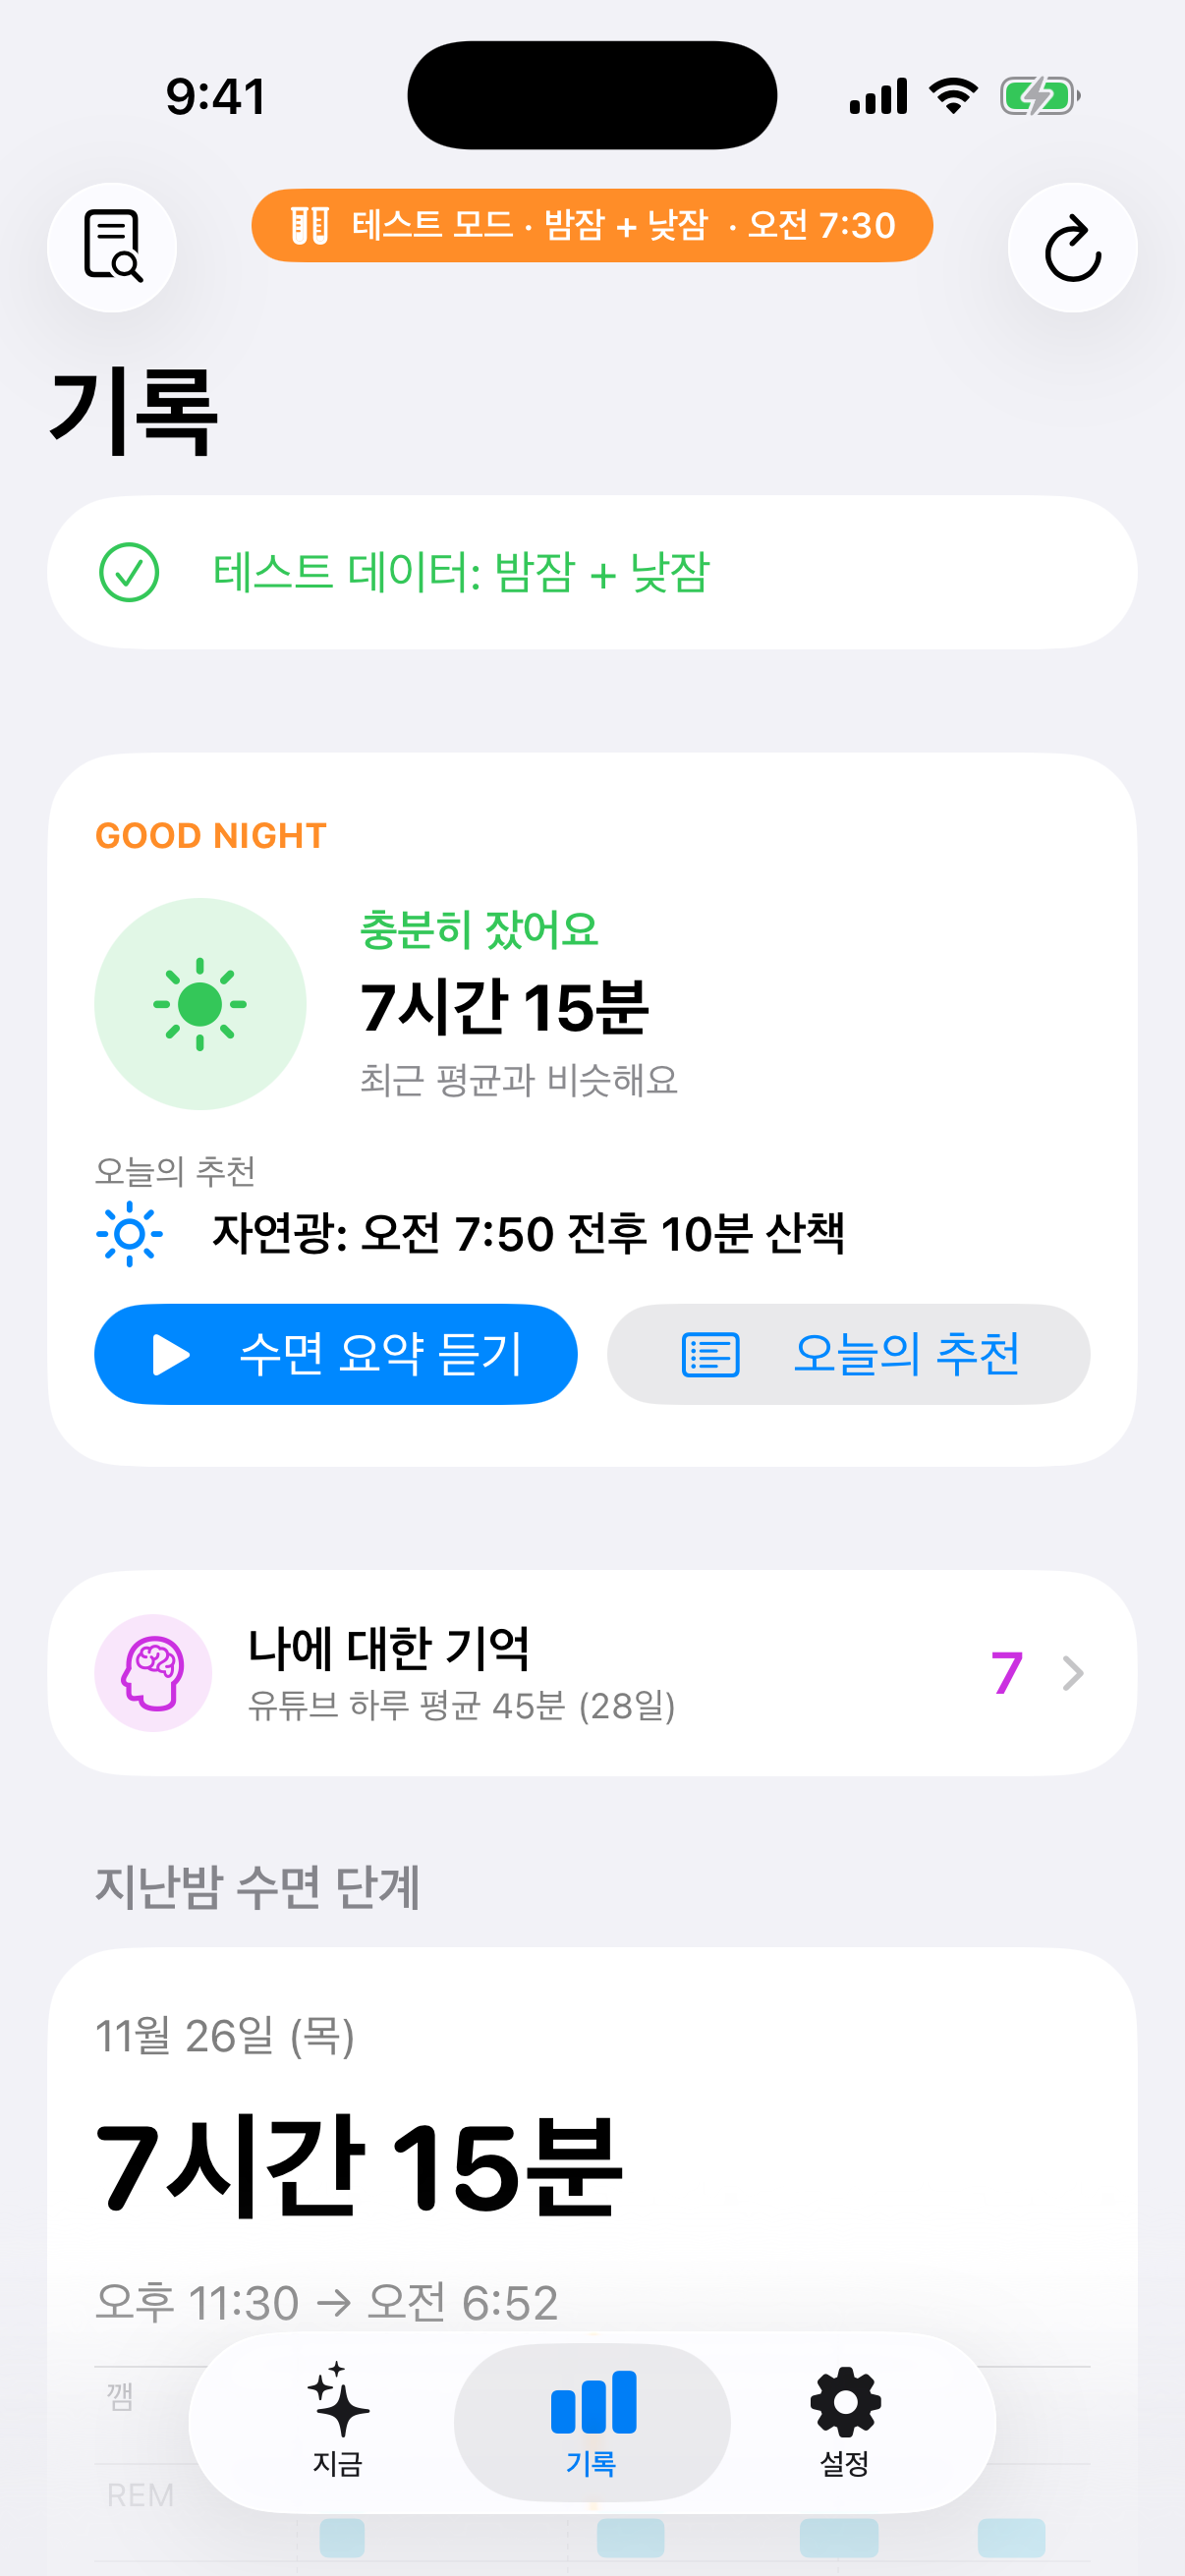 9:41
테스트 모드 · 밤잠 + 낮잠 · 오전 7:30
기록
테스트 데이터: 밤잠 + 낮잠
GOOD NIGHT
충분히 잤어요
7시간 15분
최근 평균과 비슷해요
오늘의 추천
자연광: 오전 7:50 전후 10분 산책
수면 요약 듣기
오늘의 추천
나에 대한 기억
유튜브 하루 평균 45분 (28일)
7
지난밤 수면 단계
11월 26일 (목)
7시간 15분
오후 11:30 → 오전 6:52
깸
REM
지금
기록
설정